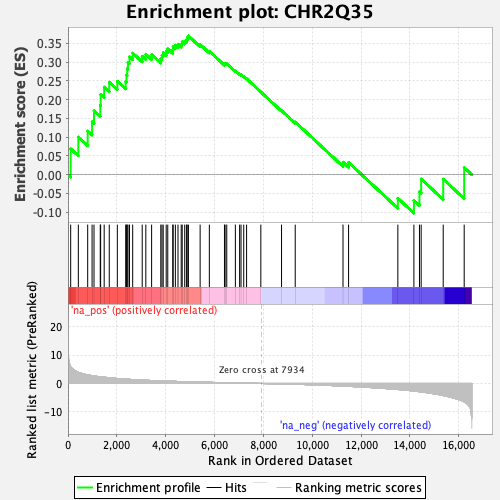 Enrichment plot: CHR2Q35
Enrichment score (ES)
0.35
0.30
0.25
0.20
0.15
0.10
0.05
0.00
-0.05
-0.10
'na_pos' (positively correlated)
Ranked list metric (PreRanked)
20
10
0
-10
Zero cross at 7934
'na_neg' (negatively correlated)
0
2,000
4,000
6,000
8,000
10,000
12,000
14,000
16,000
Rank in Ordered Dataset
Enrichment profile
Hits
Ranking metric scores